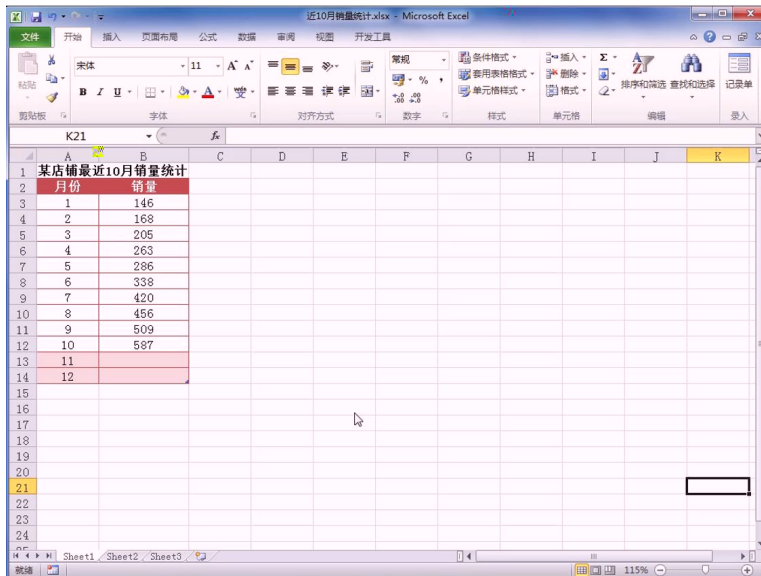 近10月销量统计.xlsx - Microsoft Excel
文件 开始 插入 页面布局 公式 数据 审阅 视图 开发工具
宋体 11 A A 常规 条件格式 插入 Σ
粘贴 B I U A 变 % , 套用表格格式 删除 排序和筛选 查找和选择 记录单
.00 .00 单元格样式 格式
剪贴板 字体 对齐方式 数字 样式 单元格 编辑 录入
K21 fx
A B C D E F G H I J K
1 某店铺最近10月销量统计
2 月份 销量
3 1 146
4 2 168
5 3 205
6 4 263
7 5 286
8 6 338
9 7 420
10 8 456
11 9 509
12 10 587
13 11
14 12
15
16
17
18
19
20
21
22
23
24
Sheet1 Sheet2 Sheet3
就绪 115%